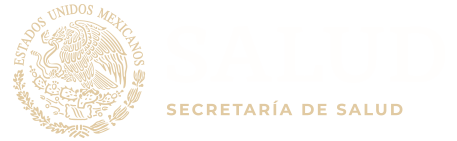 ESTADOS UNIDOS MEXICANOS
SALUD
SECRETARÍA DE SALUD